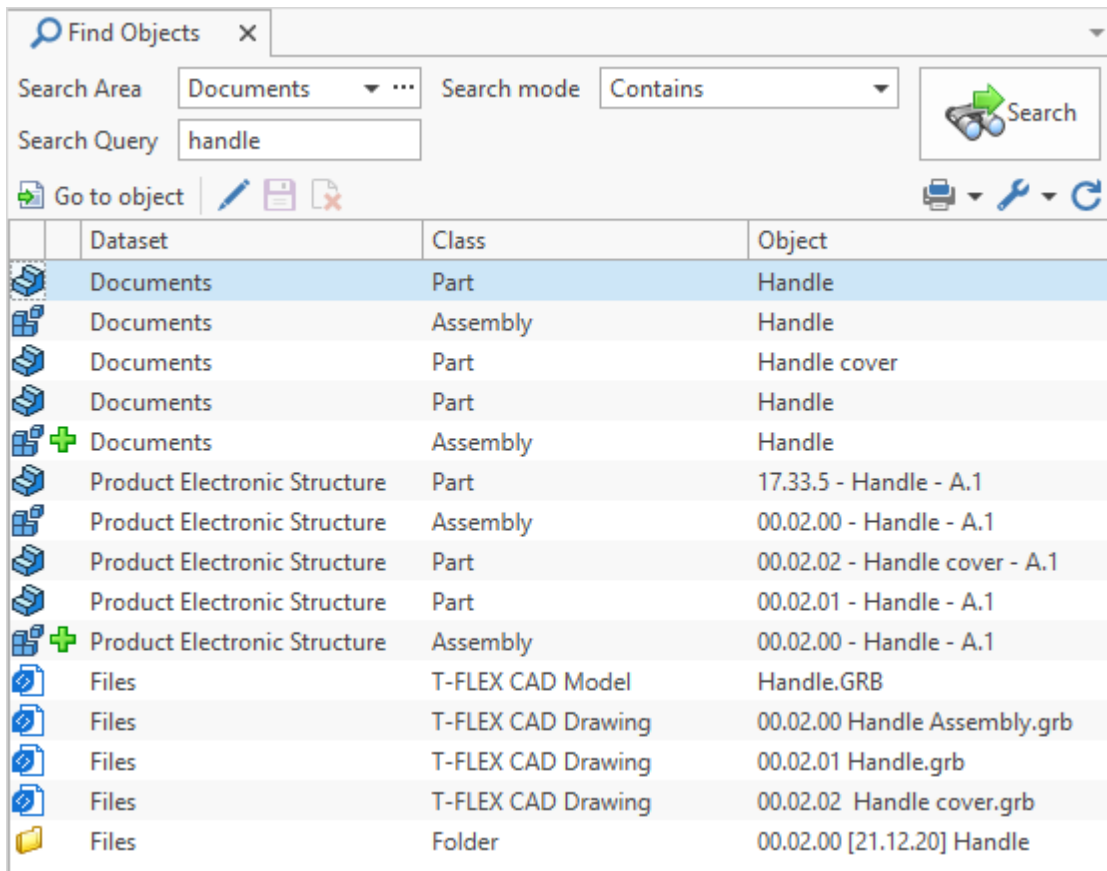 Find Objects
Search Area Documents ... Search mode Contains Search
Search Query handle
Go to object
Dataset Class Object
Documents Part Handle
Documents Assembly Handle
Documents Part Handle cover
Documents Part Handle
Documents Assembly Handle
Product Electronic Structure Part 17.33.5 - Handle - A.1
Product Electronic Structure Assembly 00.02.00 - Handle - A.1
Product Electronic Structure Part 00.02.02 - Handle cover - A.1
Product Electronic Structure Part 00.02.01 - Handle - A.1
Product Electronic Structure Assembly 00.02.00 - Handle - A.1
Files T-FLEX CAD Model Handle.GRB
Files T-FLEX CAD Drawing 00.02.00 Handle Assembly.grb
Files T-FLEX CAD Drawing 00.02.01 Handle.grb
Files T-FLEX CAD Drawing 00.02.02  Handle cover.grb
Files Folder 00.02.00 [21.12.20] Handle